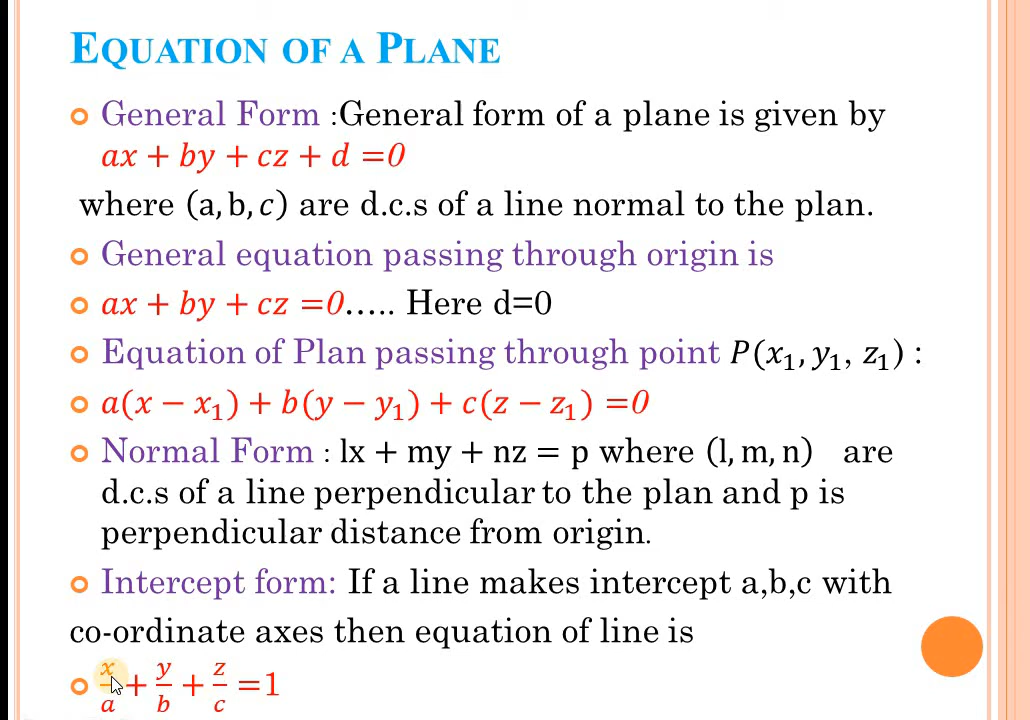 EQUATION OF A PLANE
General Form :General form of a plane is given by
ax + by + cz + d =0
where (a, b, c) are d.c.s of a line normal to the plan.
General equation passing through origin is
ax + by + cz =0..... Here d=0
Equation of Plan passing through point P(x₁, y₁, z₁) :
a(x − x₁) + b(y − y₁) + c(z − z₁) =0
Normal Form : lx + my + nz = p where (l, m, n) are
d.c.s of a line perpendicular to the plan and p is
perpendicular distance from origin.
Intercept form: If a line makes intercept a,b,c with
co-ordinate axes then equation of line is
x/a + y/b + z/c =1